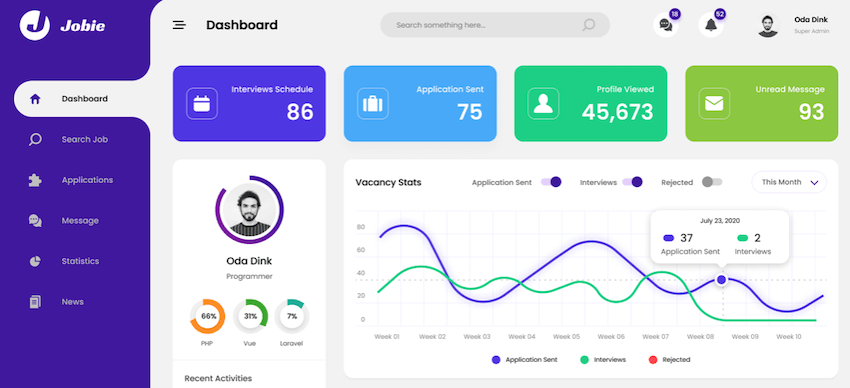 Jobie
Dashboard
Search something here...
18
52
Oda Dink
Super Admin
Dashboard
Search Job
Applications
Message
Statistics
News
Interviews Schedule
86
Application Sent
75
Profile Viewed
45,673
Unread Message
93
Oda Dink
Programmer
66%
31%
7%
PHP
Vue
Laravel
Recent Activities
Vacancy Stats
Application Sent
Interviews
Rejected
This Month
80
60
40
20
0
July 23, 2020
37
2
Application Sent
Interviews
Week 01
Week 02
Week 03
Week 04
Week 05
Week 06
Week 07
Week 08
Week 09
Week 10
Application Sent
Interviews
Rejected